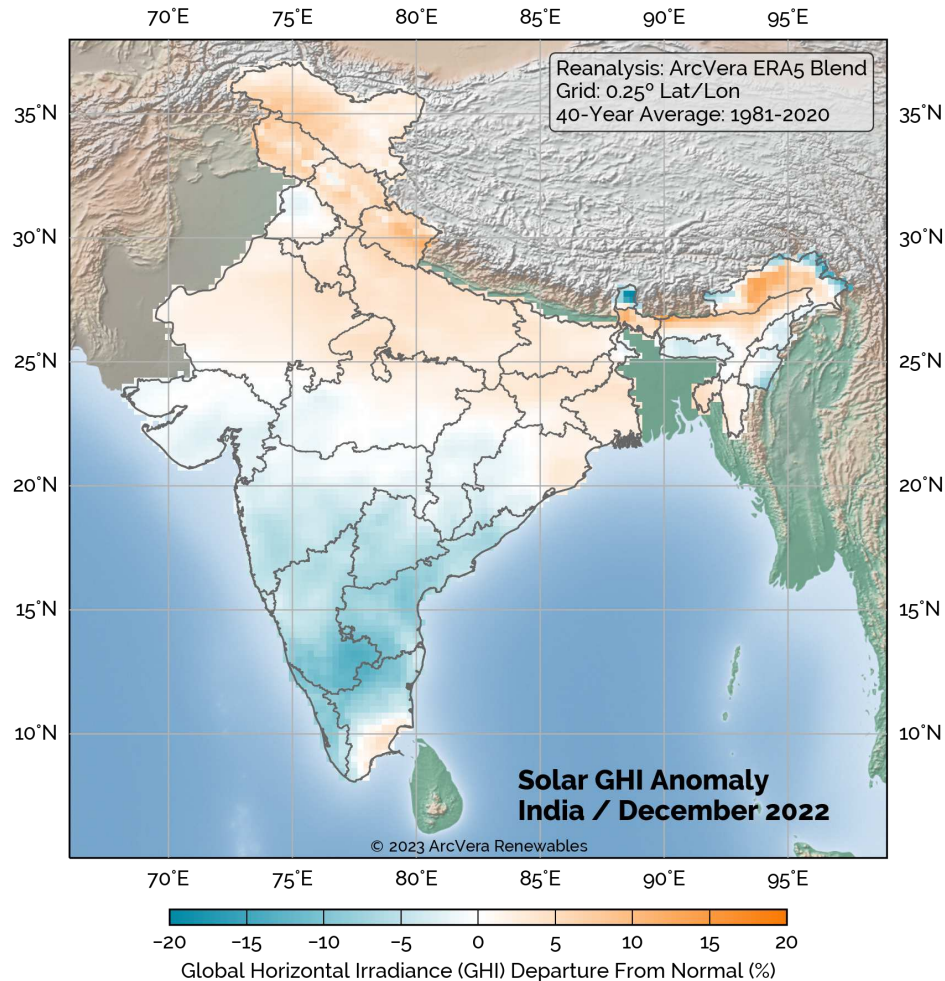 70°E 75°E 80°E 85°E 90°E 95°E
Reanalysis: ArcVera ERA5 Blend
Grid: 0.25º Lat/Lon
40-Year Average: 1981-2020
35°N 35°N
30°N 30°N
25°N 25°N
20°N 20°N
15°N 15°N
10°N 10°N
Solar GHI Anomaly
India / December 2022
© 2023 ArcVera Renewables
70°E 75°E 80°E 85°E 90°E 95°E
−20 −15 −10 −5 0 5 10 15 20
Global Horizontal Irradiance (GHI) Departure From Normal (%)